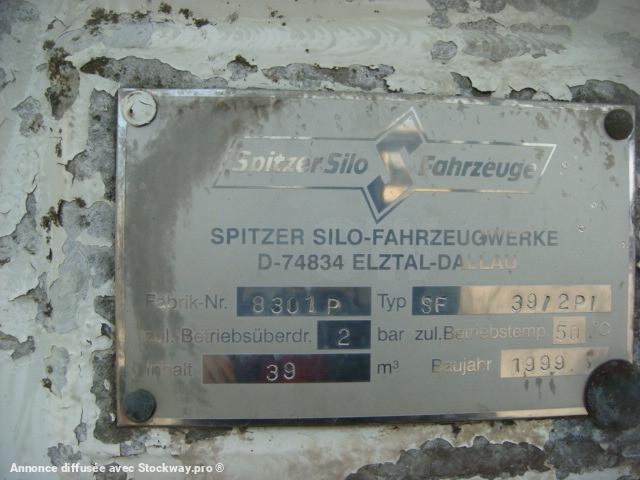 Spitzer-Silo S Fahrzeuge
SPITZER SILO-FAHRZEUGWERKE
D-74834 ELZTAL-DALLAU
Fabrik-Nr. 8301P Typ SF 39/2PI
zul. Betriebsüberdr. 2 bar zul. Betriebstemp. 50 °C
Inhalt 39 m³ Baujahr 1999
Annonce diffusée avec Stockway.pro®